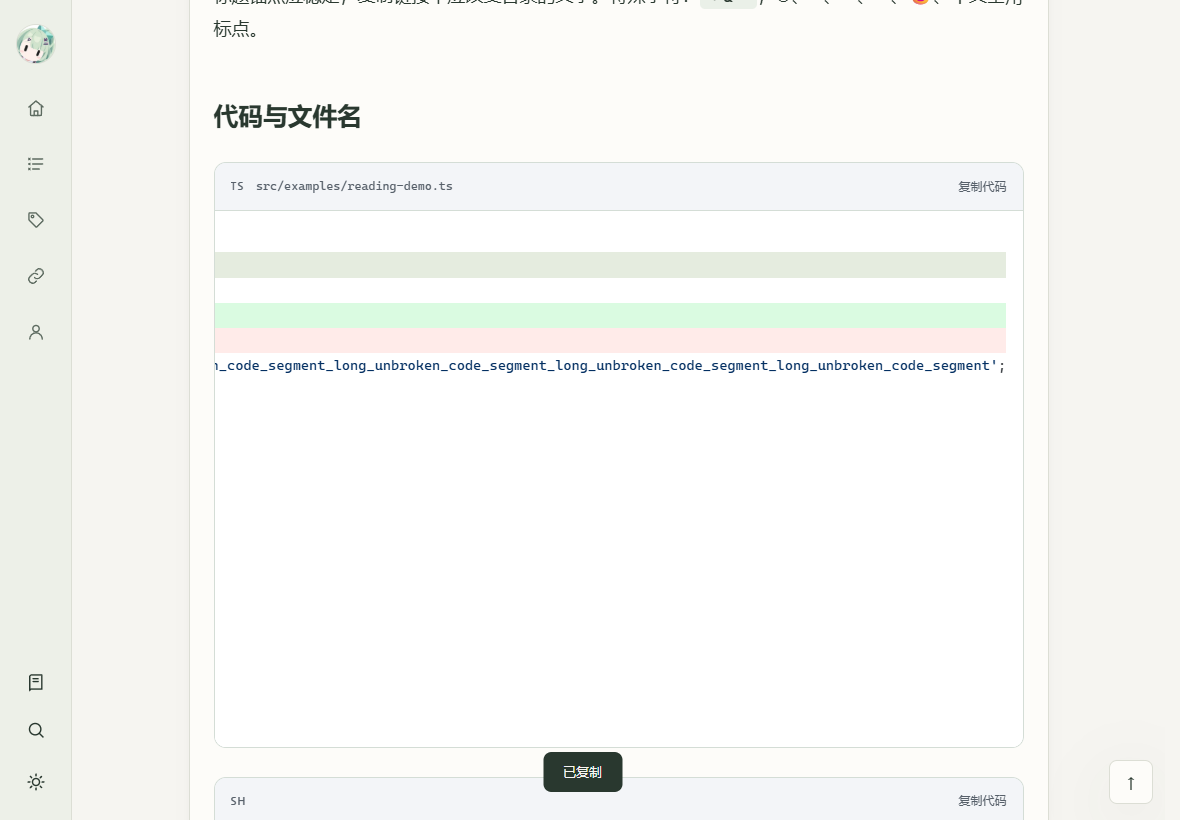 标点。
代码与文件名
TS src/examples/reading-demo.ts 复制代码
_code_segment_long_unbroken_code_segment_long_unbroken_code_segment_long_unbroken_code_segment';
已复制
SH 复制代码
↑